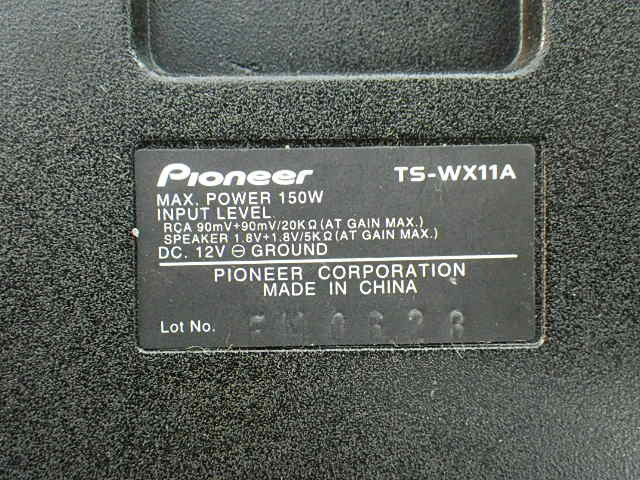 Pioneer TS-WX11A
MAX. POWER 150W
INPUT LEVEL
RCA 90mV+90mV/20KΩ(AT GAIN MAX.)
SPEAKER 1.8V+1.8V/5KΩ(AT GAIN MAX.)
DC. 12V ⊖ GROUND
PIONEER CORPORATION
MADE IN CHINA
Lot No.